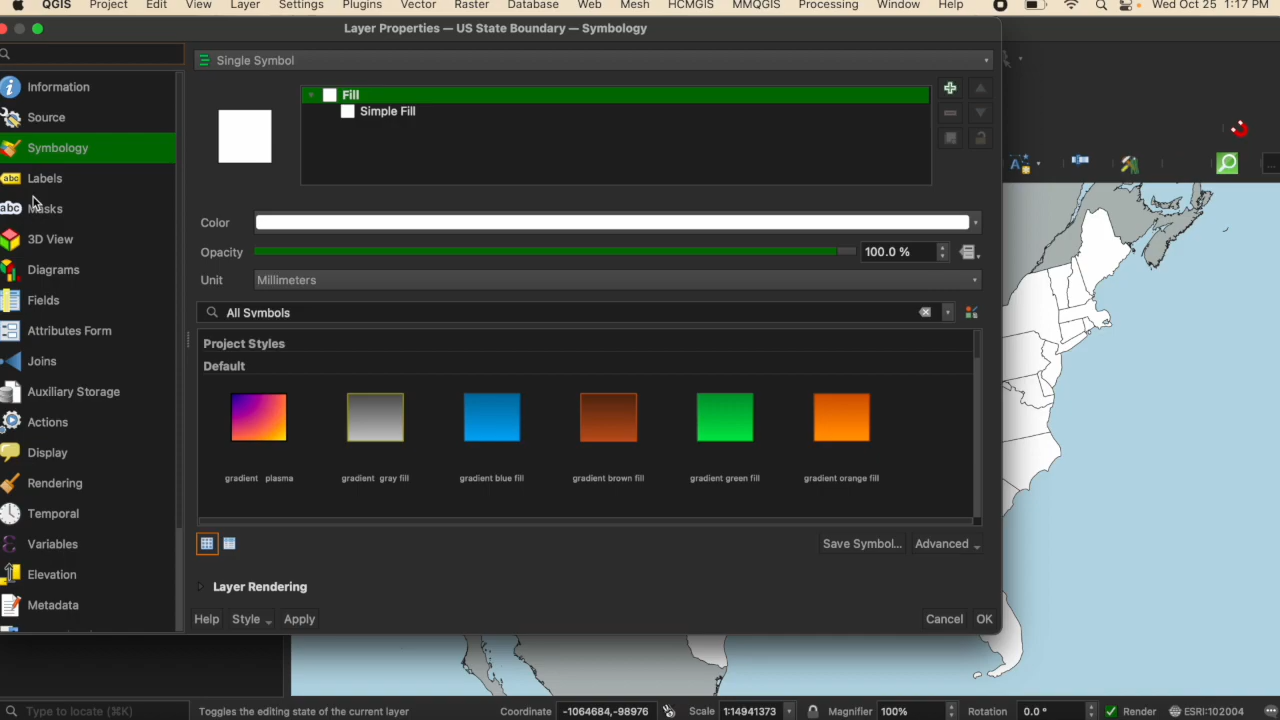 QGIS Project Edit View Layer Settings Plugins Vector Raster Database Web Mesh HCMGIS MMQGIS Processing Window Help Wed Oct 25 1:17 PM
Layer Properties — US State Boundary — Symbology
Single Symbol
Information
Source
Symbology
Labels
Masks
3D View
Diagrams
Fields
Attributes Form
Joins
Auxiliary Storage
Actions
Display
Rendering
Temporal
Variables
Elevation
Metadata
Fill
Simple Fill
Color
Opacity 100.0 %
Unit Millimeters
All Symbols
Project Styles
Default
gradient plasma gradient gray fill gradient blue fill gradient brown fill gradient green fill gradient orange fill
Save Symbol... Advanced
Layer Rendering
Help Style Apply Cancel OK
Type to locate (⌘K) Toggles the editing state of the current layer Coordinate -1064684,-98976 Scale 1:14941373 Magnifier 100% Rotation 0.0 ° Render ESRI:102004